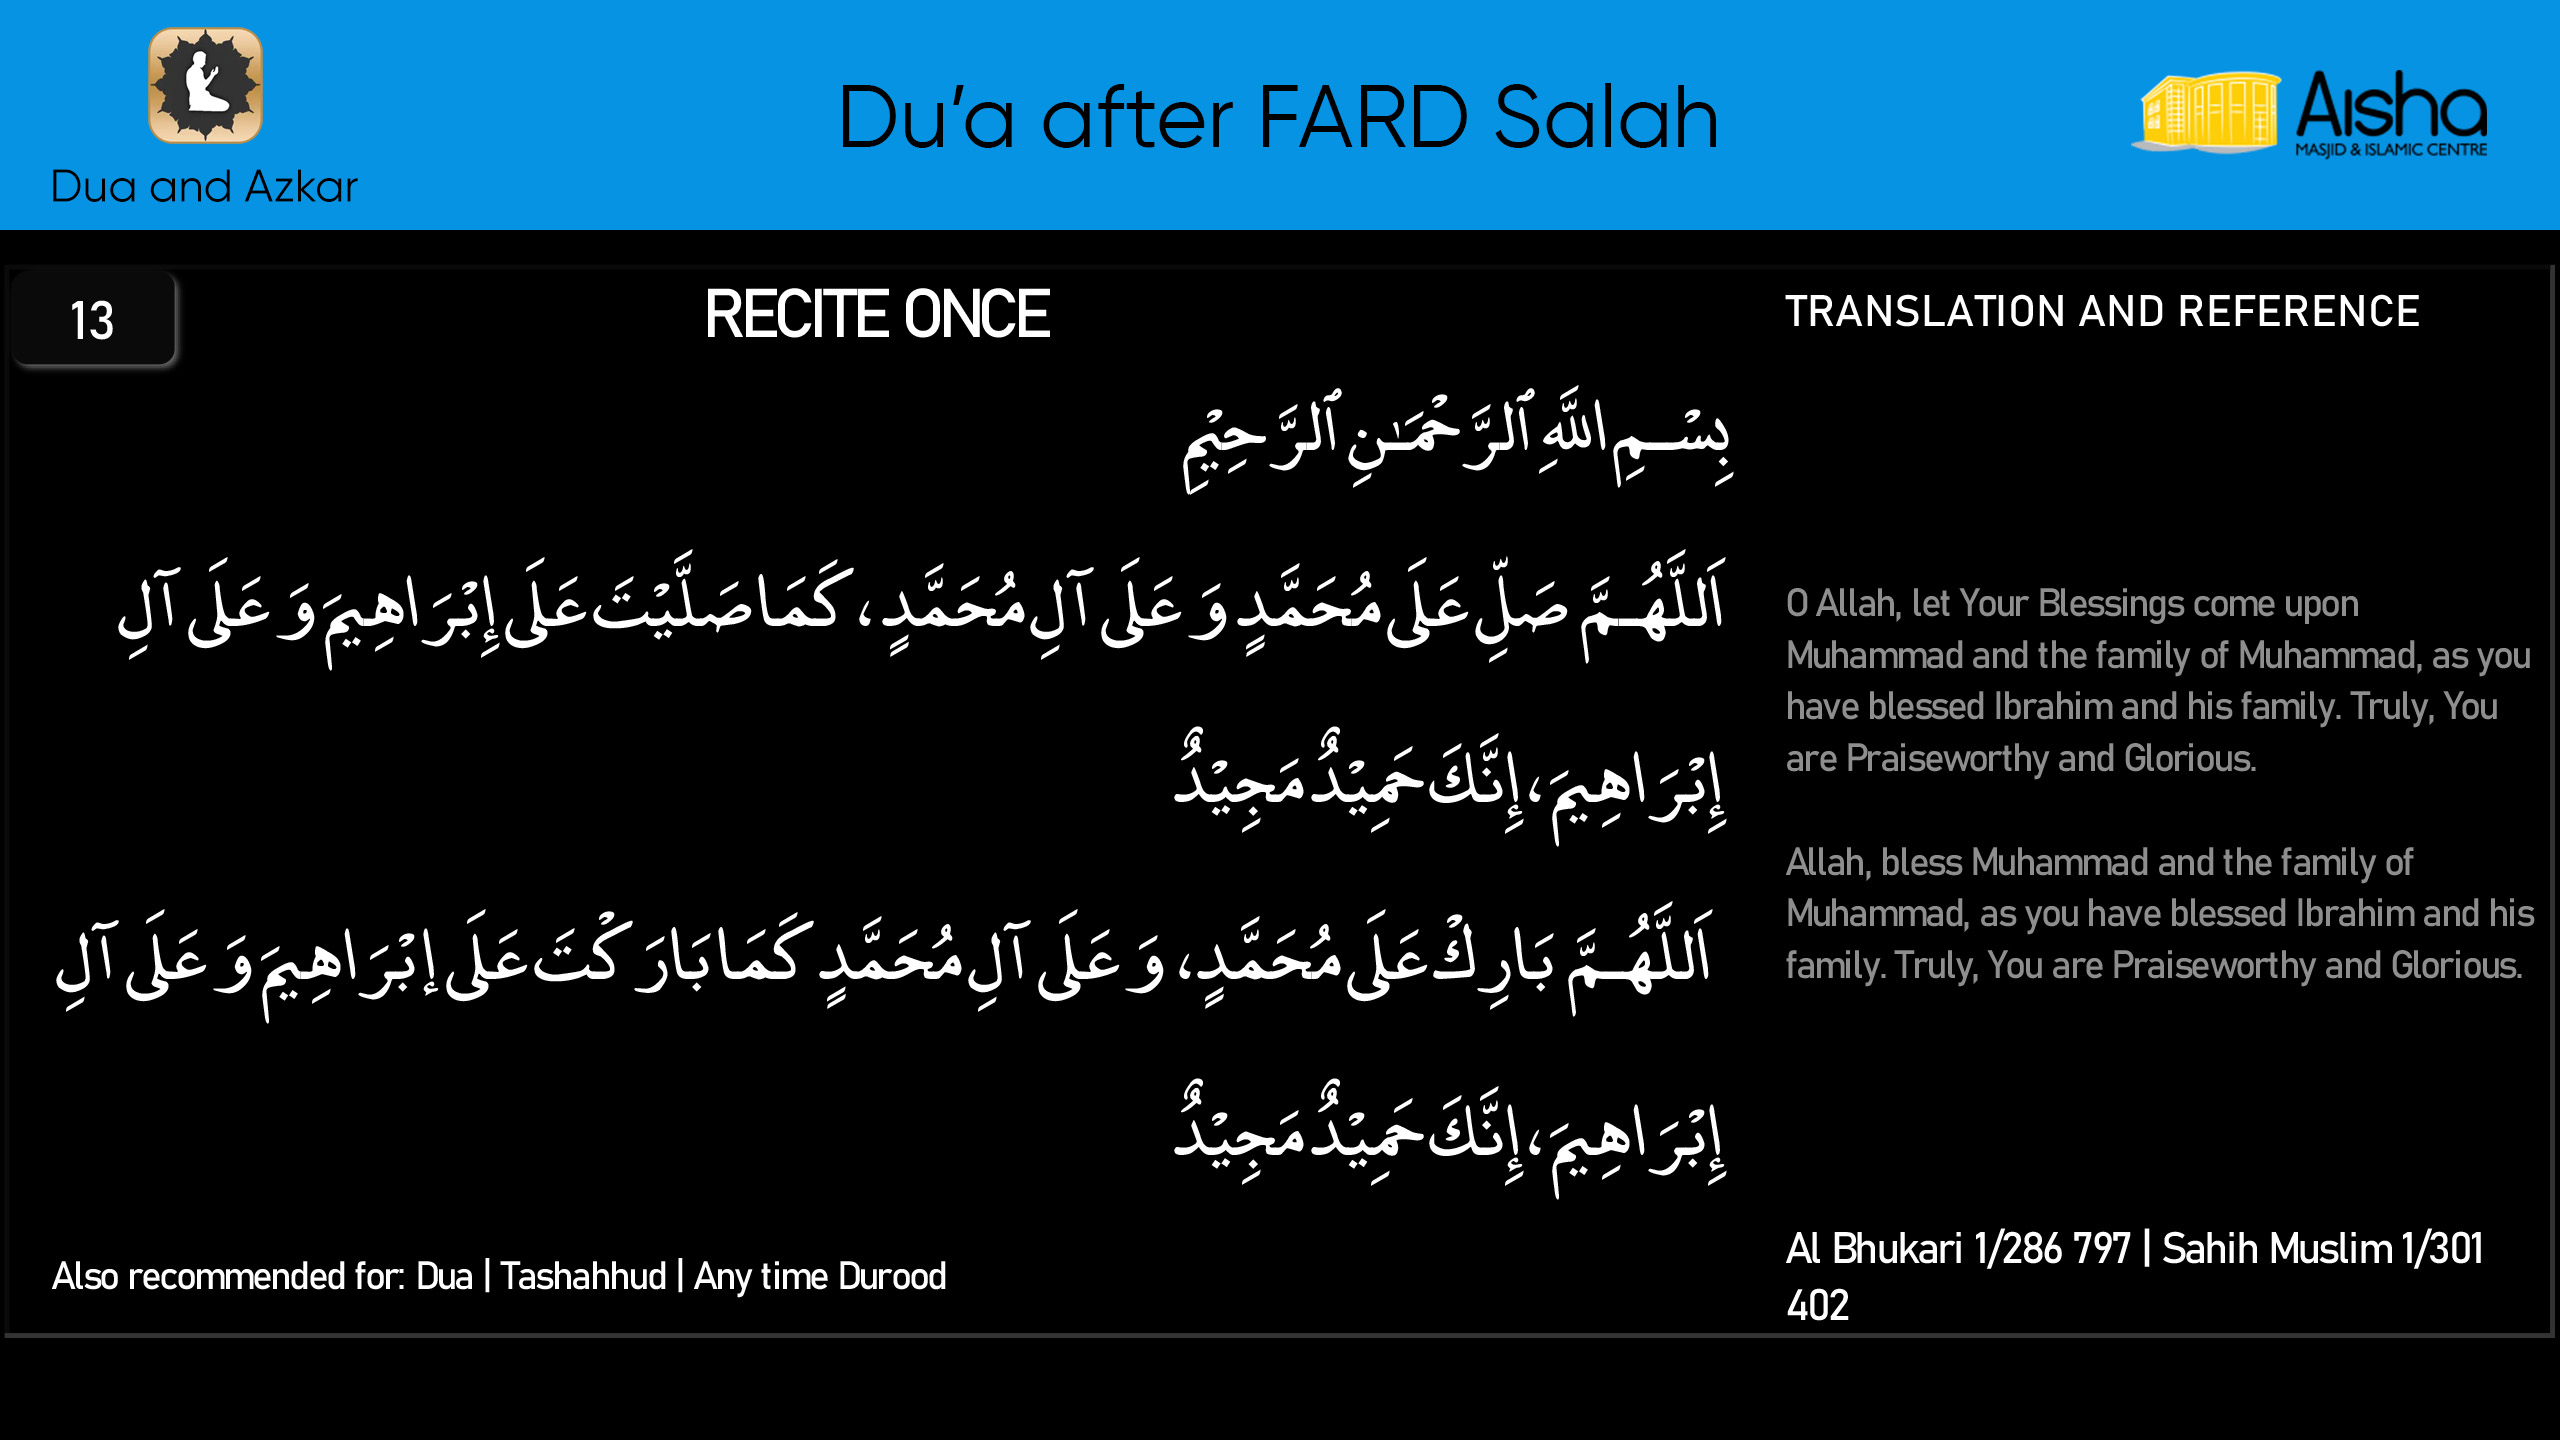 Dua and Azkar
Du’a after FARD Salah
Aisha
MASJID & ISLAMIC CENTRE
13
RECITE ONCE
بِسْــمِ اللَّهِ ٱلرَّحْمَـٰنِ ٱلرَّحِيْمِ
اَللَّهُــمَّ صَلِّ عَلَى مُحَمَّدٍ وَ عَلَى آلِ مُحَمَّدٍ ، كَمَا صَلَّيْتَ عَلَى إِبْرَاهِيمَ وَ عَلَى آلِ
إِبْرَاهِيمَ، إِنَّكَ حَمِيْدٌ مَجِيْدٌ
اَللَّهُــمَّ بَارِكْ عَلَى مُحَمَّدٍ، وَ عَلَى آلِ مُحَمَّدٍ كَمَا بَارَكْتَ عَلَى إبْرَاهِيمَ وَ عَلَى آلِ
إِبْرَاهِيمَ، إِنَّكَ حَمِيْدٌ مَجِيْدٌ
Also recommended for: Dua | Tashahhud | Any time Durood
TRANSLATION AND REFERENCE
O Allah, let Your Blessings come upon
Muhammad and the family of Muhammad, as you
have blessed Ibrahim and his family. Truly, You
are Praiseworthy and Glorious.
Allah, bless Muhammad and the family of
Muhammad, as you have blessed Ibrahim and his
family. Truly, You are Praiseworthy and Glorious.
Al Bhukari 1/286 797 | Sahih Muslim 1/301
402